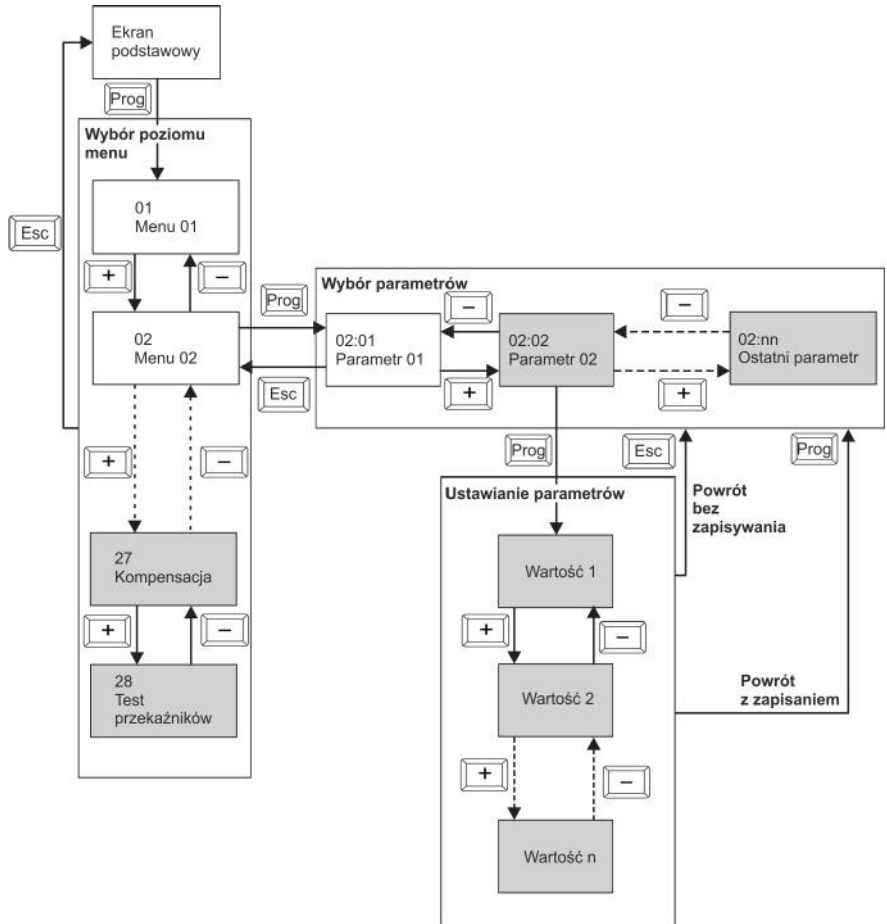 Ekran
podstawowy
Prog
Wybór poziomu
menu
01
Menu 01
Esc
+
−
Prog
Wybór parametrów
−
−
02
Menu 02
02:01
Parametr 01
02:02
Parametr 02
02:nn
Ostatni parametr
Esc
+
+
+
−
Prog
Esc
Prog
Ustawianie parametrów
Powrót
bez
zapisywania
27
Kompensacja
Wartość 1
+
−
+
−
28
Test
przekaźników
Wartość 2
Powrót
z zapisaniem
+
−
Wartość n